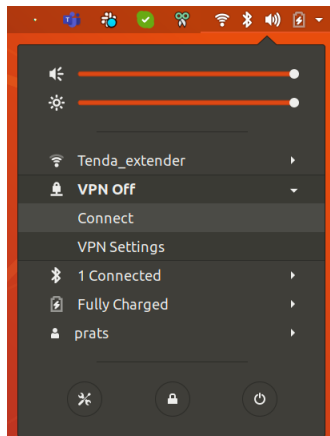 Tenda_extender
VPN Off
Connect
VPN Settings
1 Connected
Fully Charged
prats